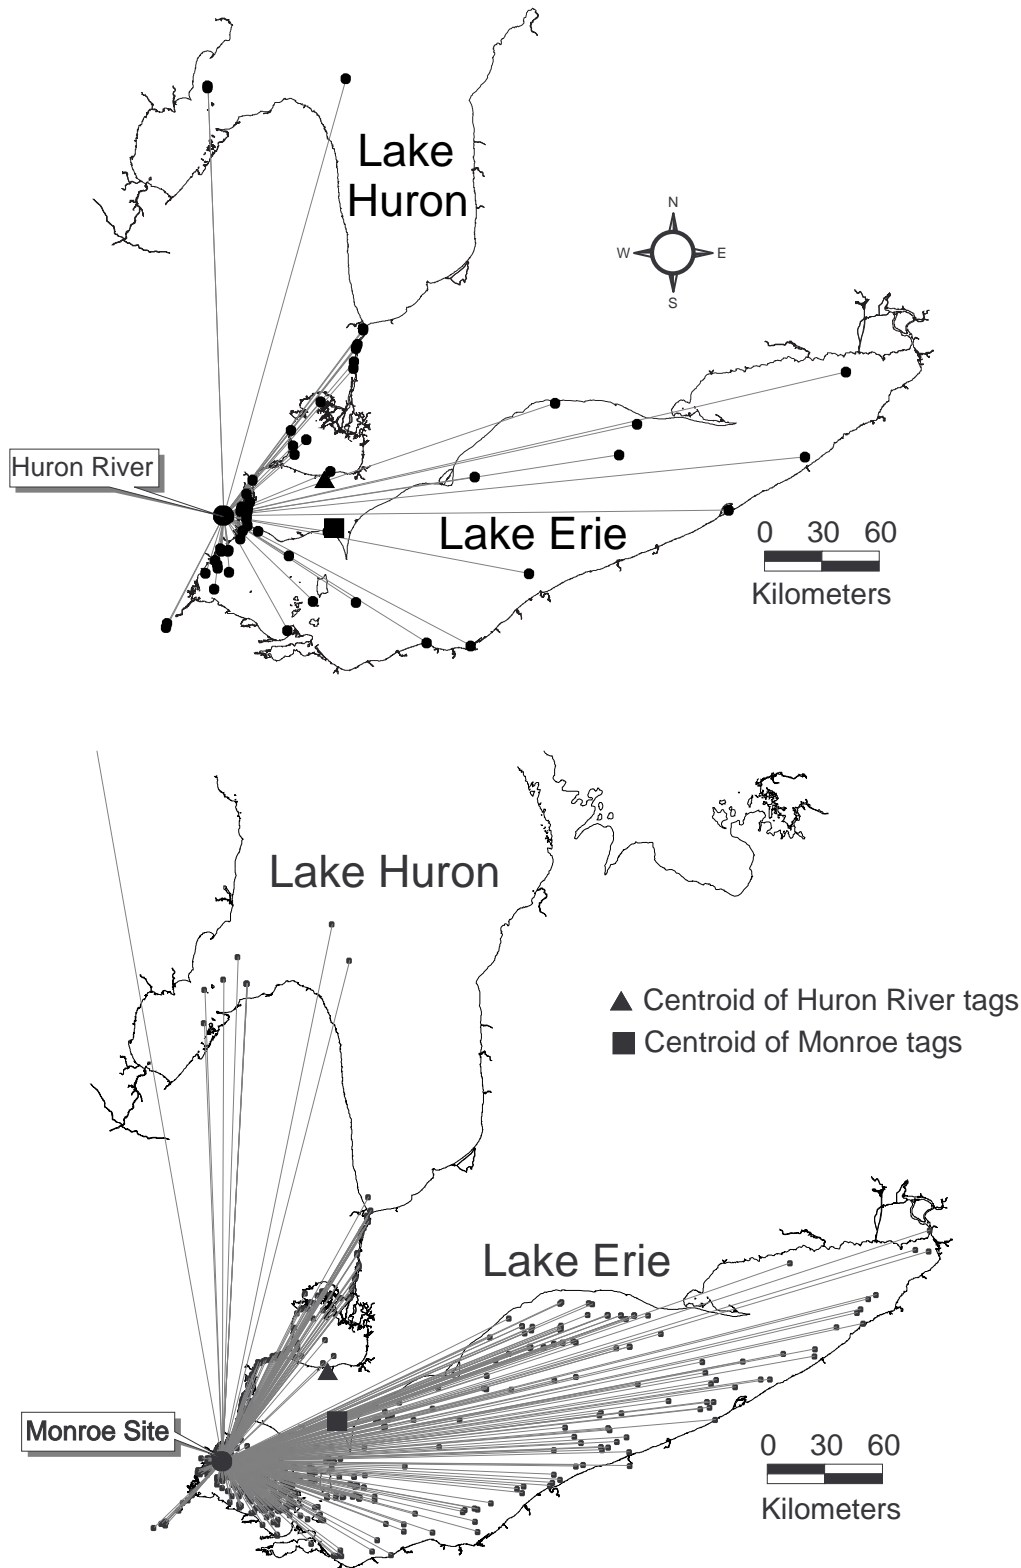 Lake
Huron
N
W
E
S
Huron River
Lake Erie
0 30 60
Kilometers
Lake Huron
▲ Centroid of Huron River tags
■ Centroid of Monroe tags
Lake Erie
Monroe Site
0 30 60
Kilometers